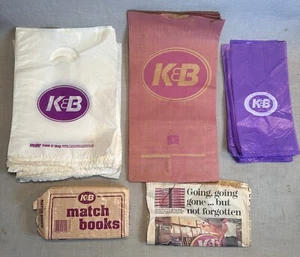 K&B
K&B
K&B
K&B
match
books
Going, going
gone ... but
not forgotten